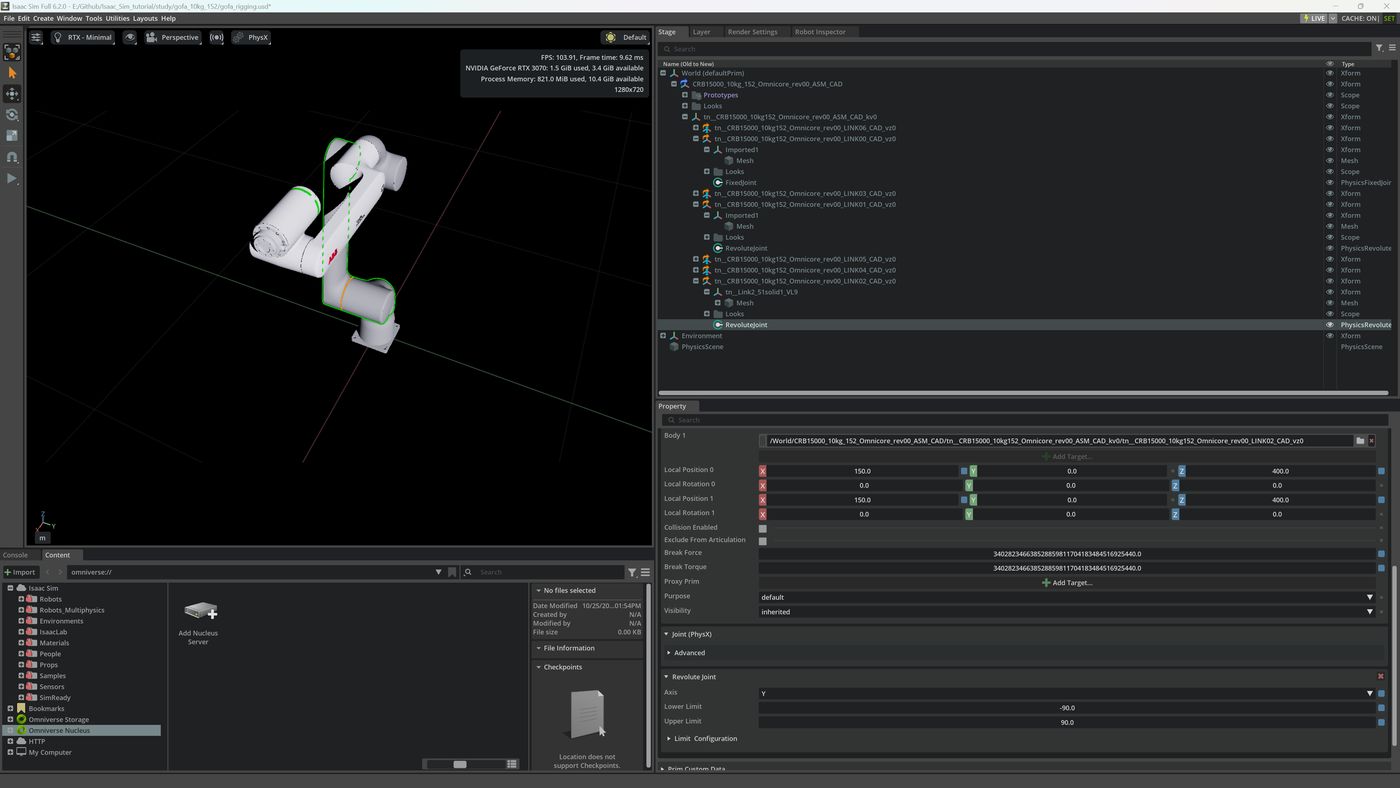 Isaac Sim Full 6.2.0 - E:/Github/Isaac_Sim_tutorial/study/gofa_10kg_152/gofa_rigging.usd*
File Edit Create Window Tools Utilities Layouts Help
LIVE CACHE: ON SET
RTX - Minimal Perspective PhysX Default
FPS: 103.91, Frame time: 9.62 ms
NVIDIA GeForce RTX 3070: 1.5 GiB used, 3.4 GiB available
Process Memory: 821.0 MiB used, 10.4 GiB available
1280x720
ABB
Z
X Y
m
Stage Layer Render Settings Robot Inspector
Search
Name (Old to New) Type
World (defaultPrim) Xform
CRB15000_10kg_152_Omnicore_rev00_ASM_CAD Xform
Prototypes Scope
Looks Scope
tn__CRB15000_10kg152_Omnicore_rev00_ASM_CAD_kv0 Xform
tn__CRB15000_10kg152_Omnicore_rev00_LINK06_CAD_vz0 Xform
tn__CRB15000_10kg152_Omnicore_rev00_LINK00_CAD_vz0 Xform
Imported1 Xform
Mesh Mesh
Looks Scope
FixedJoint PhysicsFixedJoir
tn__CRB15000_10kg152_Omnicore_rev00_LINK03_CAD_vz0 Xform
tn__CRB15000_10kg152_Omnicore_rev00_LINK01_CAD_vz0 Xform
Imported1 Xform
Mesh Mesh
Looks Scope
RevoluteJoint PhysicsRevolute
tn__CRB15000_10kg152_Omnicore_rev00_LINK05_CAD_vz0 Xform
tn__CRB15000_10kg152_Omnicore_rev00_LINK04_CAD_vz0 Xform
tn__CRB15000_10kg152_Omnicore_rev00_LINK02_CAD_vz0 Xform
tn__Link2_51solid1_VL9 Xform
Mesh Mesh
Looks Scope
RevoluteJoint PhysicsRevolute
Environment Xform
PhysicsScene PhysicsScene
Property
Search
Body 1 /World/CRB15000_10kg_152_Omnicore_rev00_ASM_CAD/tn__CRB15000_10kg152_Omnicore_rev00_ASM_CAD_kv0/tn__CRB15000_10kg152_Omnicore_rev00_LINK02_CAD_vz0
Add Target...
Local Position 0 X 150.0 Y 0.0 Z 400.0
Local Rotation 0 X 0.0 Y 0.0 Z 0.0
Local Position 1 X 150.0 Y 0.0 Z 400.0
Local Rotation 1 X 0.0 Y 0.0 Z 0.0
Collision Enabled
Exclude From Articulation
Break Force 340282346638528859811704183484516925440.0
Break Torque 340282346638528859811704183484516925440.0
Proxy Prim Add Target...
Purpose default
Visibility inherited
Joint (PhysX)
Advanced
Revolute Joint
Axis Y
Lower Limit -90.0
Upper Limit 90.0
Limit Configuration
Prim Custom Data
Console Content
Import omniverse:// Search
Isaac Sim
Robots
Robots_Multiphysics
Environments
IsaacLab
Materials
People
Props
Samples
Sensors
SimReady
Bookmarks
Omniverse Storage
Omniverse Nucleus
HTTP
My Computer
Add Nucleus
Server
No files selected
Date Modified 10/25/20...01:54PM
Created by N/A
Modified by N/A
File size 0.00 KB
File Information
Checkpoints
Location does not
support Checkpoints.